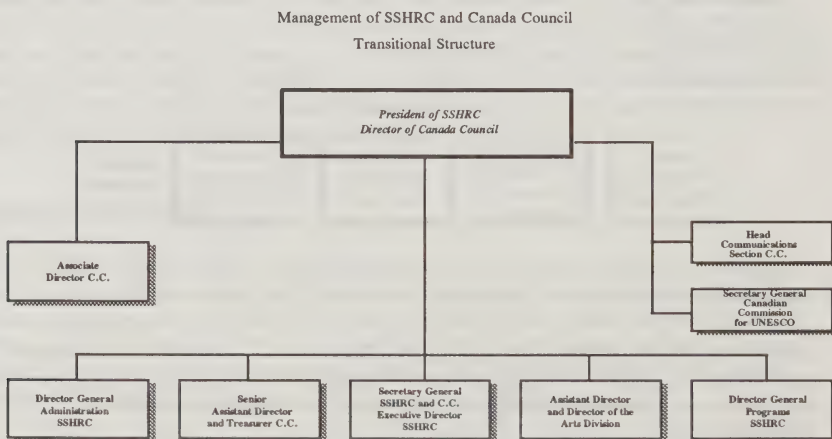 Management of SSHRC and Canada Council
Transitional Structure
President of SSHRC
Director of Canada Council
Associate
Director C.C.
Head
Communications
Section C.C.
Secretary General
Canadian
Commission
for UNESCO
Director General
Administration
SSHRC
Senior
Assistant Director
and Treasurer C.C.
Secretary General
SSHRC and C.C.
Executive Director
SSHRC
Assistant Director
and Director of the
Arts Division
Director General
Programs
SSHRC